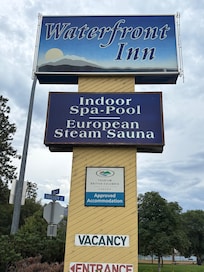 Waterfront
Inn
Indoor
Spa-Pool
European
Steam Sauna
Approved
Accommodation
VACANCY
ENTRANCE